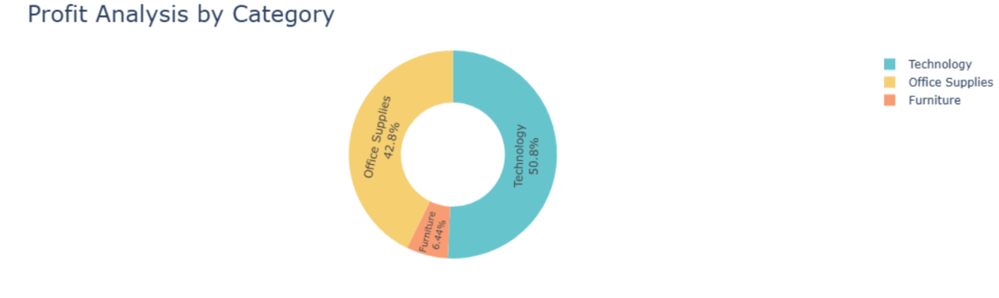 Profit Analysis by Category
Technology
Office Supplies
Furniture
Office Supplies
42.8%
Technology
50.8%
Furniture
6.44%